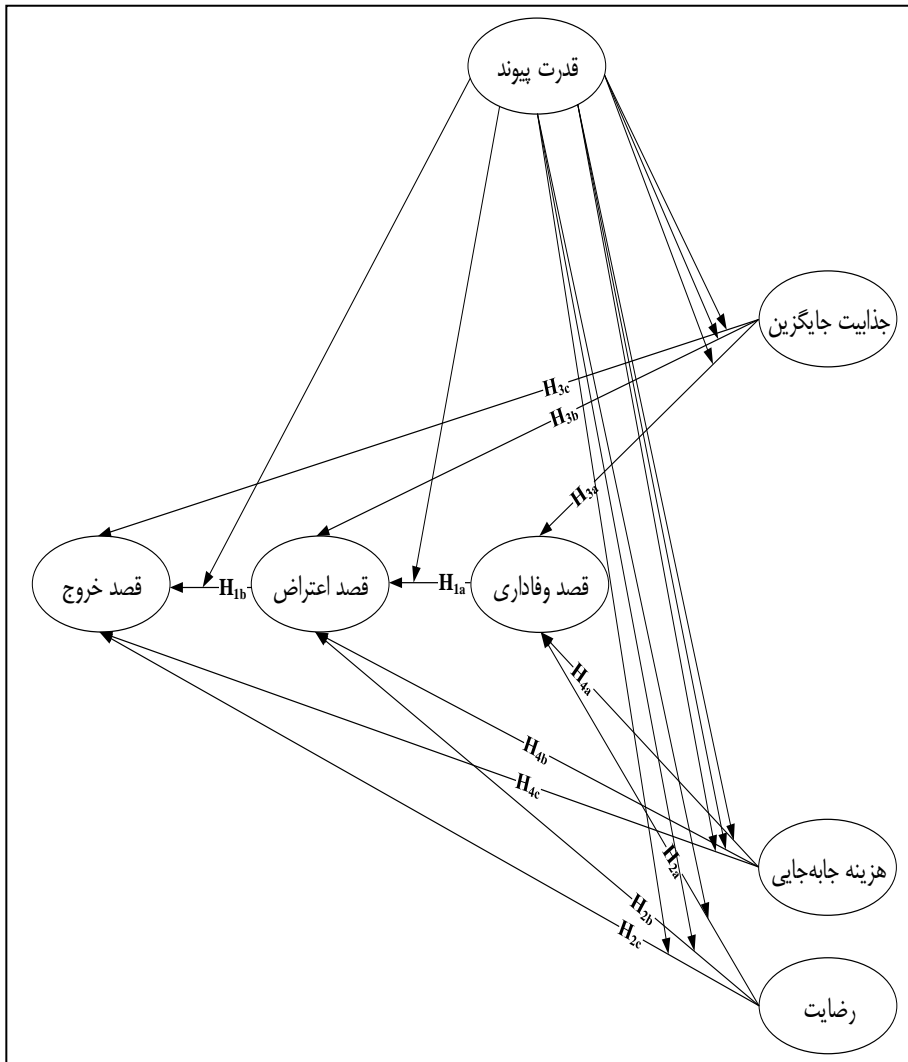 قدرت پیوند
جذابیت جایگزین
H3c
H3b
H3a
قصد وفاداری
H1a
قصد اعتراض
H1b
قصد خروج
H4a
H4b
H4c
هزینه جابه‌جایی
H2a
H2b
H2c
رضایت